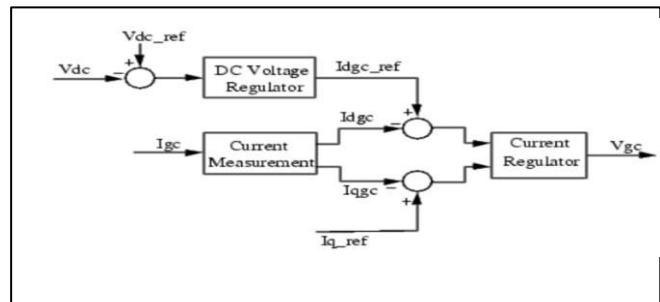 Vdc_ref
+
Vdc
−
DC Voltage
Regulator
Idgc_ref
+
Idgc
−
Igc
Current
Measurement
Current
Regulator
Vgc
Iqgc
−
+
Iq_ref